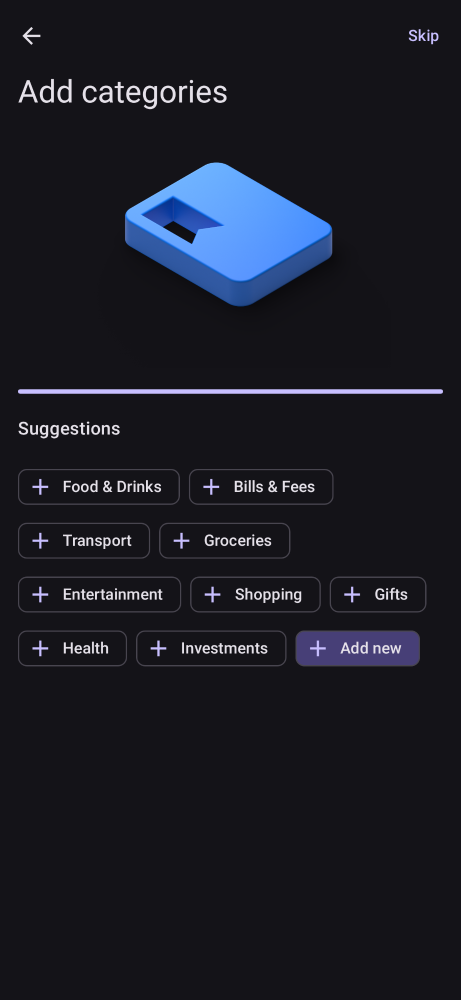 Skip
Add categories
Suggestions
Food & Drinks
Bills & Fees
Transport
Groceries
Entertainment
Shopping
Gifts
Health
Investments
Add new